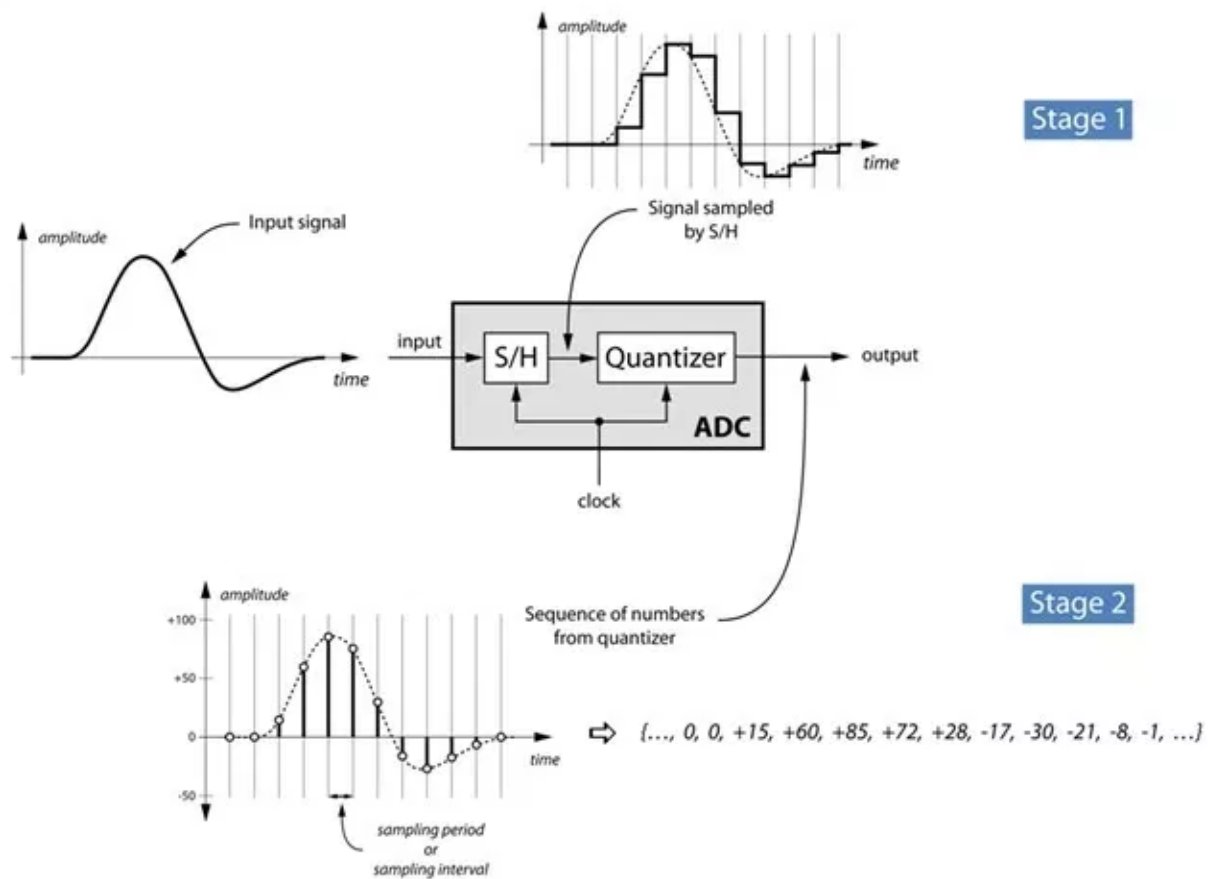 amplitude
Stage 1
time
Input signal
Signal sampled
by S/H
amplitude
time
input
S/H
Quantizer
output
ADC
clock
amplitude
Stage 2
+100
Sequence of numbers
from quantizer
+50
0
{..., 0, 0, +15, +60, +85, +72, +28, -17, -30, -21, -8, -1, ...}
time
-50
sampling period
or
sampling interval